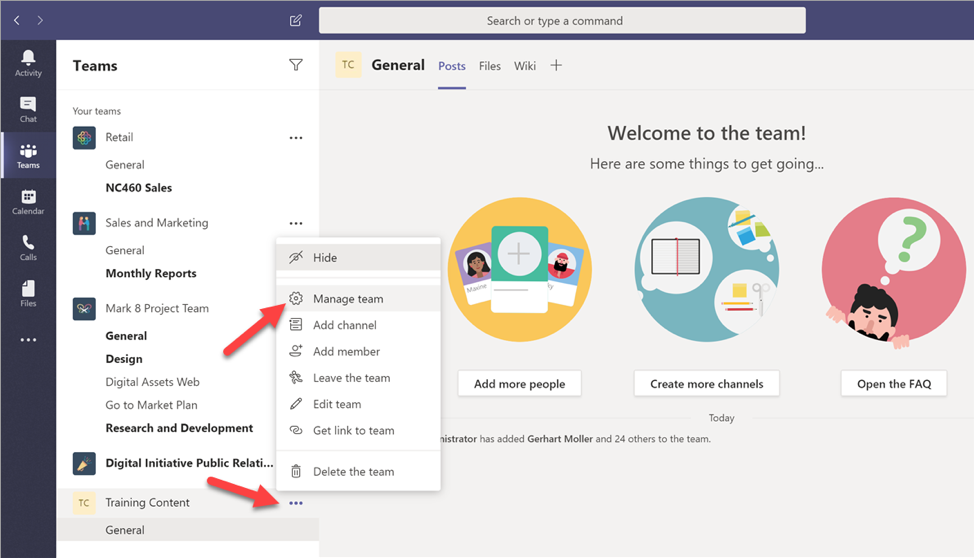 Search or type a command
Activity
Chat
Teams
Calendar
Calls
Files
Teams
Your teams
Retail
General
NC460 Sales
Sales and Marketing
General
Monthly Reports
Mark 8 Project Team
General
Design
Digital Assets Web
Go to Market Plan
Research and Development
Digital Initiative Public Relati...
TC Training Content
General
Hide
Manage team
Add channel
Add member
Leave the team
Edit team
Get link to team
Delete the team
TC General Posts Files Wiki
Welcome to the team!
Here are some things to get going...
Maxine
Add more people
Create more channels
Open the FAQ
Today
nistrator has added Gerhart Moller and 24 others to the team.